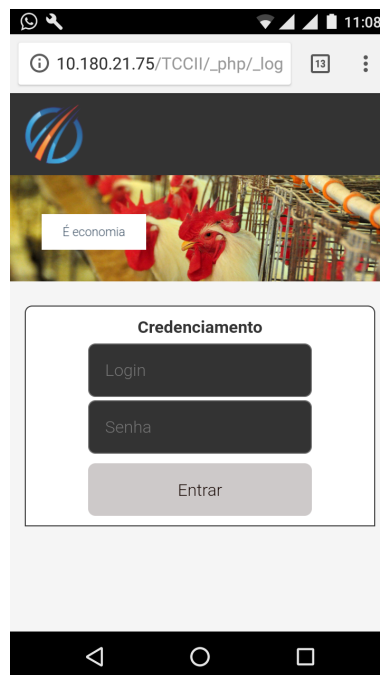 11:08
10.180.21.75/TCCII/_php/_log
13
É economia
Credenciamento
Login
Senha
Entrar